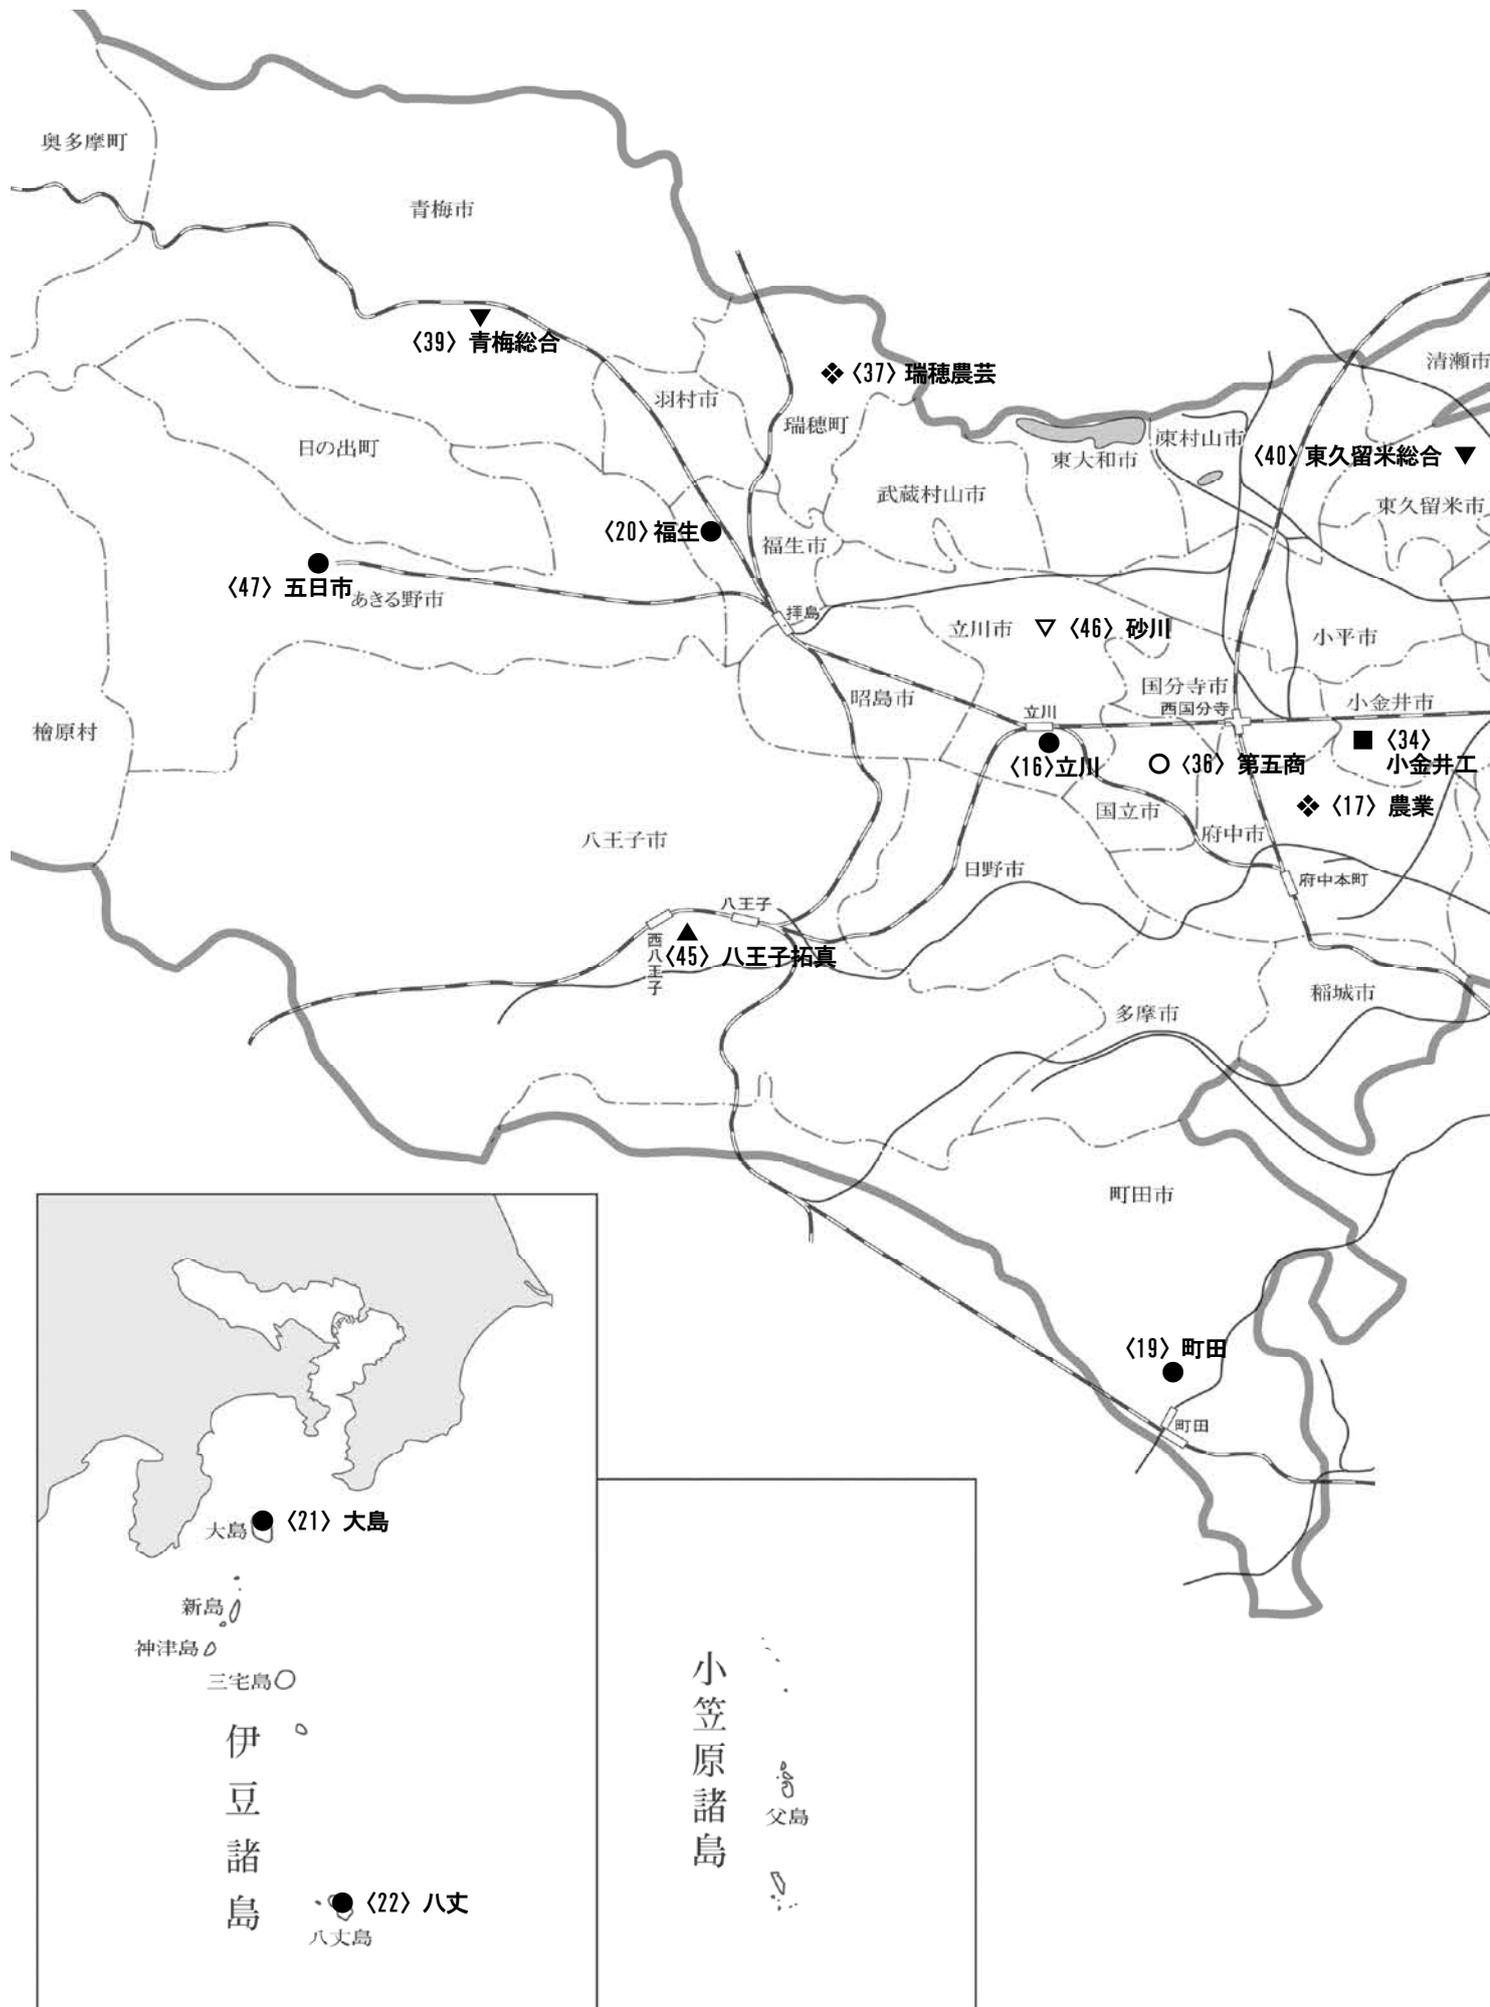 奥多摩町
青梅市
〈39〉青梅総合
❖〈37〉瑞穂農芸
清瀬市
羽村市
瑞穂町
日の出町
東村山市
東大和市
〈40〉東久留米総合
武蔵村山市
東久留米市
〈20〉福生
福生市
〈47〉五日市
あきる野市
拝島
立川市
〈46〉砂川
小平市
国分寺市
昭島市
西国分寺
小金井市
立川
檜原村
〈34〉
小金井工
〈16〉立川
〈36〉第五商
〈17〉農業
国立市
八王子市
府中市
日野市
府中本町
八王子
西八王子
〈45〉八王子拓真
稲城市
多摩市
町田市
〈19〉町田
町田
大島
〈21〉大島
新島
神津島
三宅島
伊豆諸島
〈22〉八丈
八丈島
小笠原諸島
父島